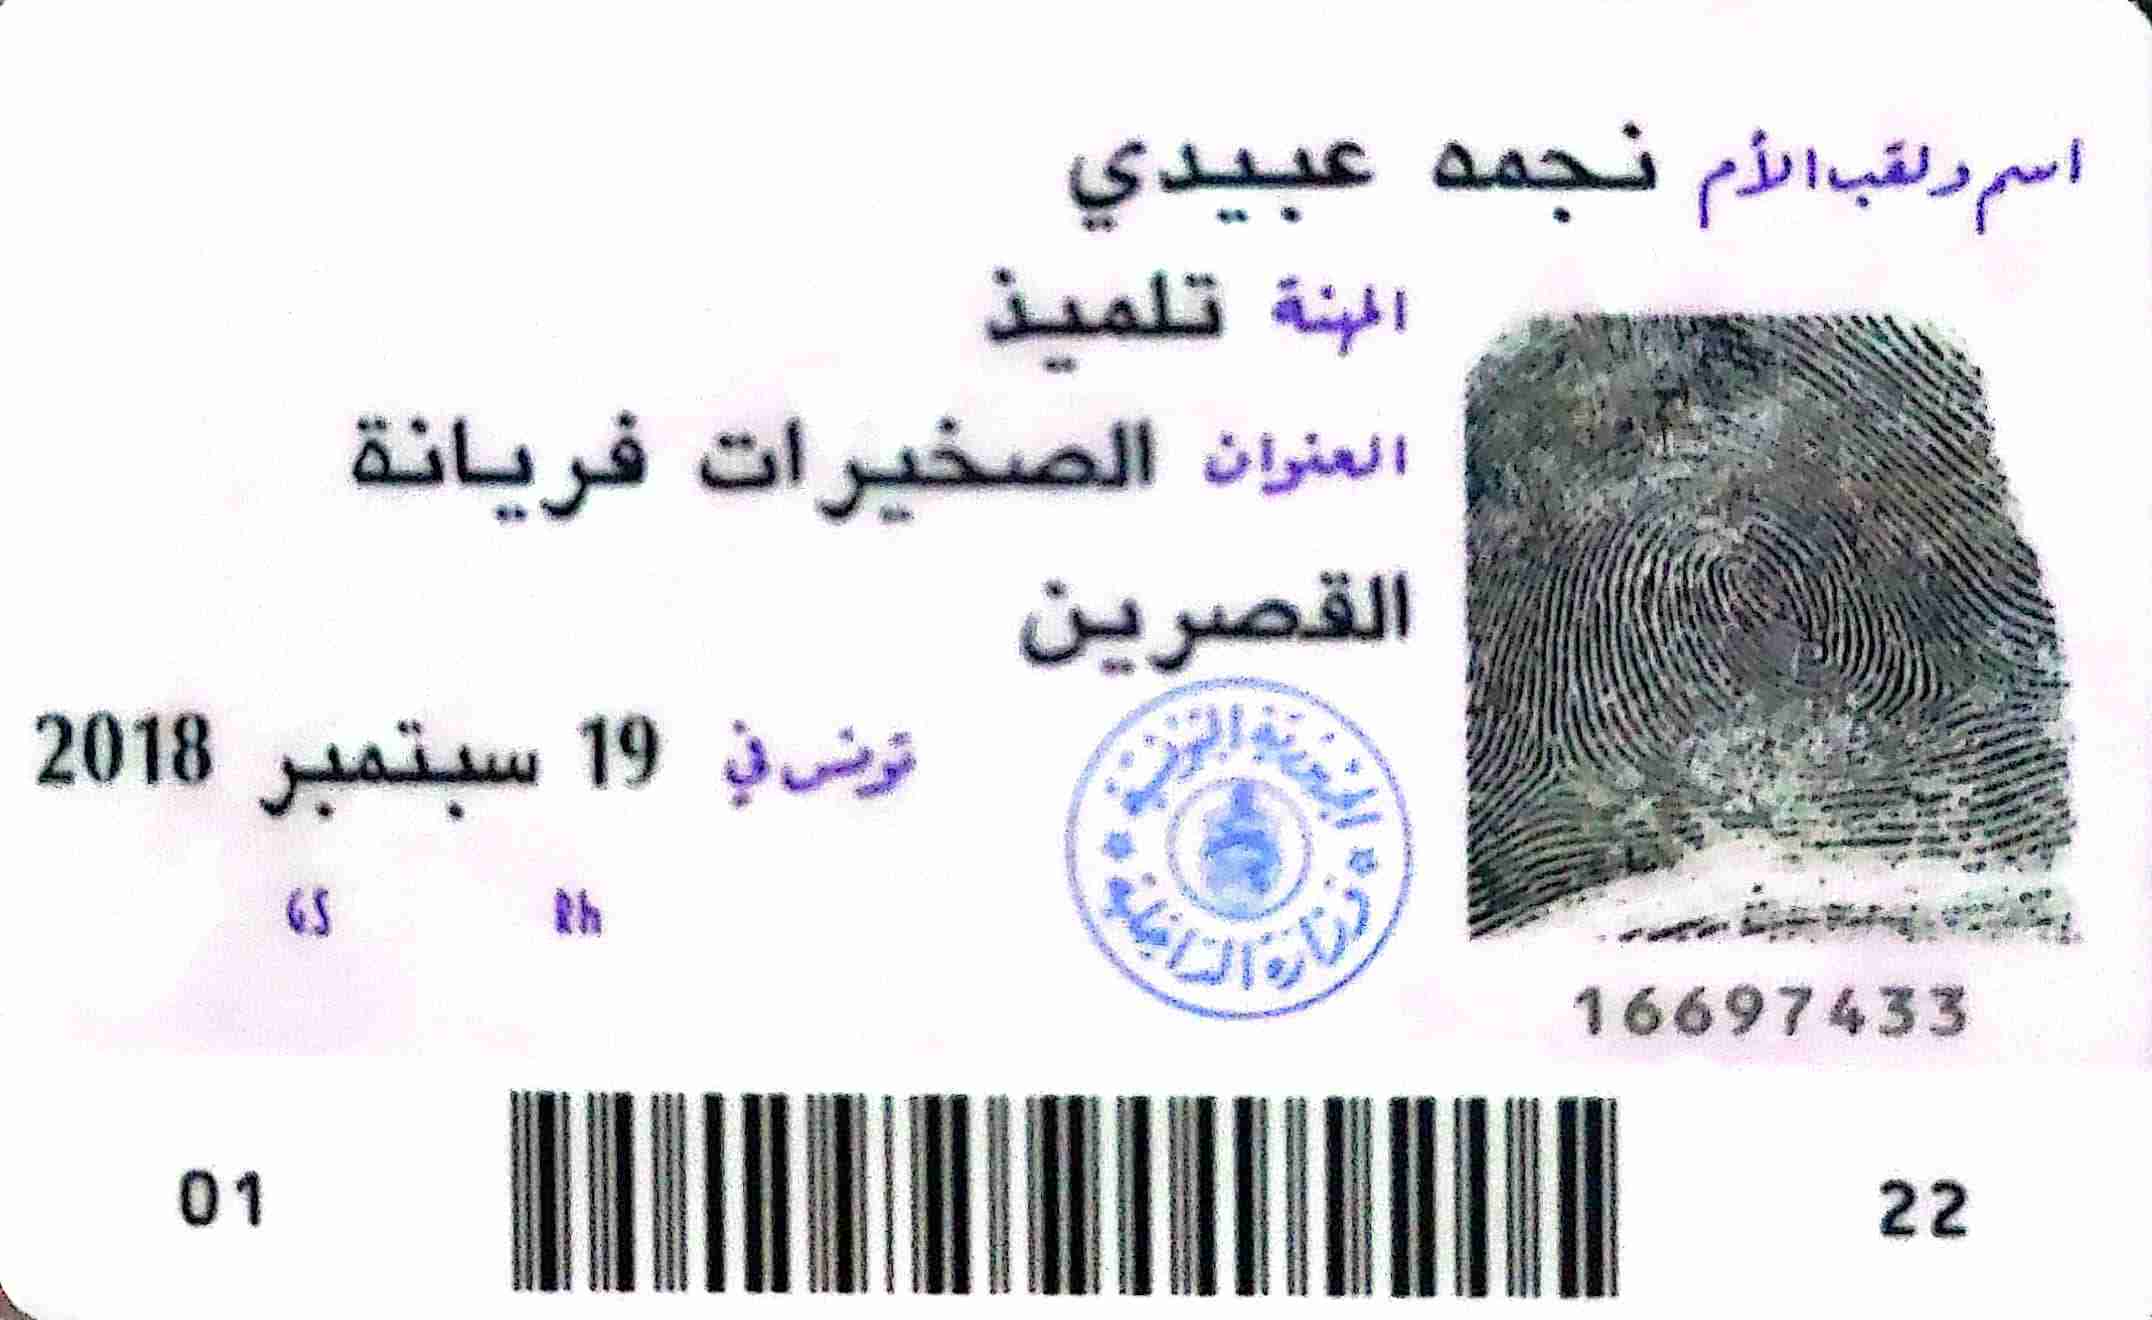 اسم ولقب الأم نجمه عبيدي
المهنة تلميذ
العنوان الصخيرات فريانة
القصرين
تونس في 19 سبتمبر 2018
Rh GS
الجمهورية التونسية
وزارة الداخلية
16697433
01 22